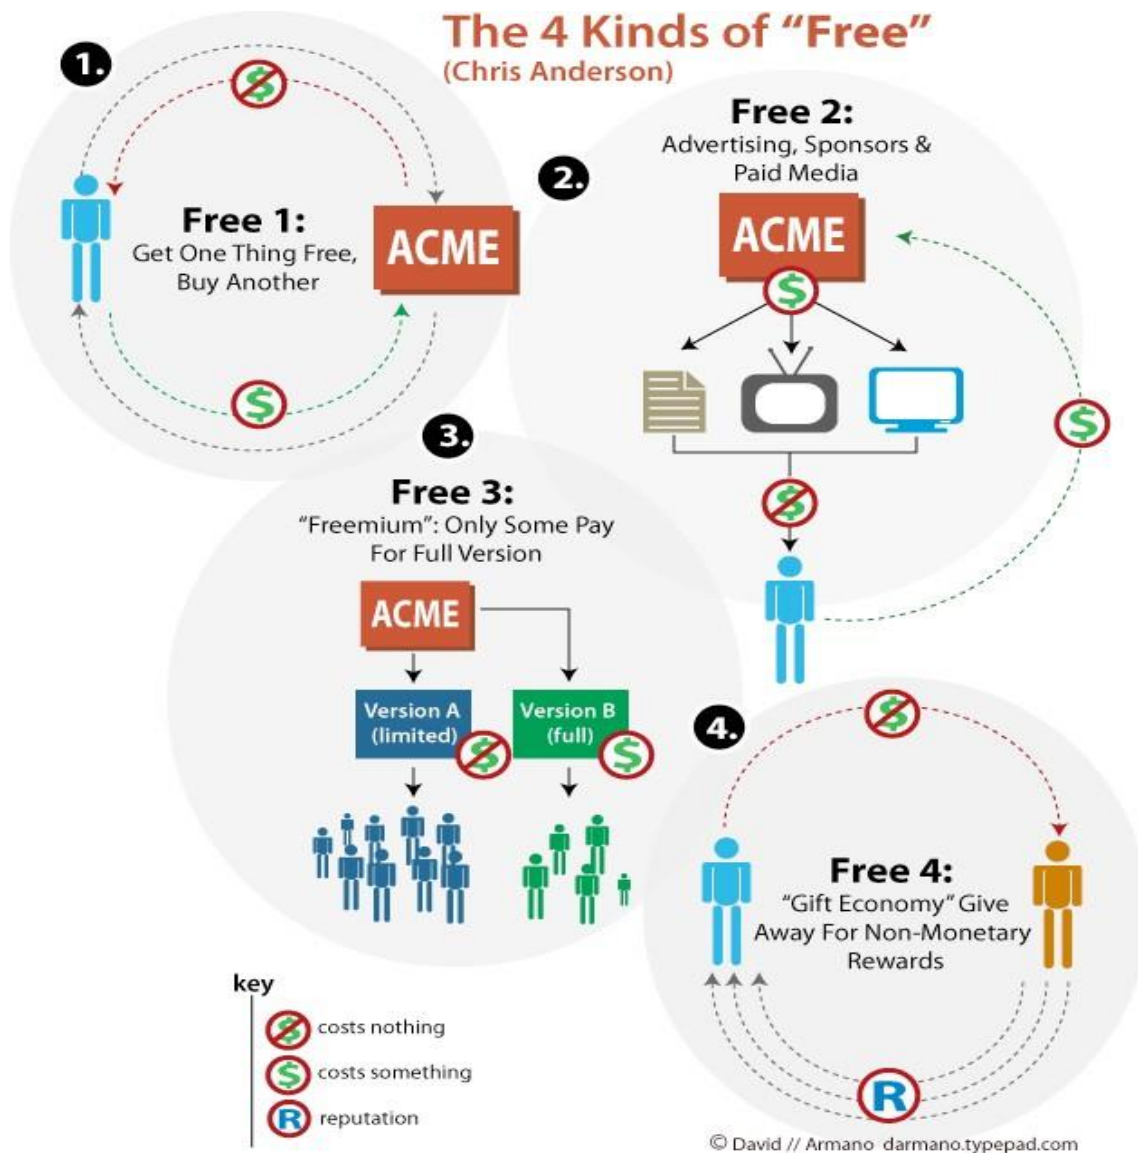 The 4 Kinds of “Free”
(Chris Anderson)
1.
$
Free 1:
Get One Thing Free,
Buy Another
ACME
$
2.
Free 2:
Advertising, Sponsors &
Paid Media
ACME
$
$
$
3.
Free 3:
“Freemium”: Only Some Pay
For Full Version
ACME
Version A
(limited)
$
Version B
(full)
$
4.
$
Free 4:
“Gift Economy” Give
Away For Non-Monetary
Rewards
R
key
$ costs nothing
$ costs something
R reputation
© David // Armano darmano.typepad.com